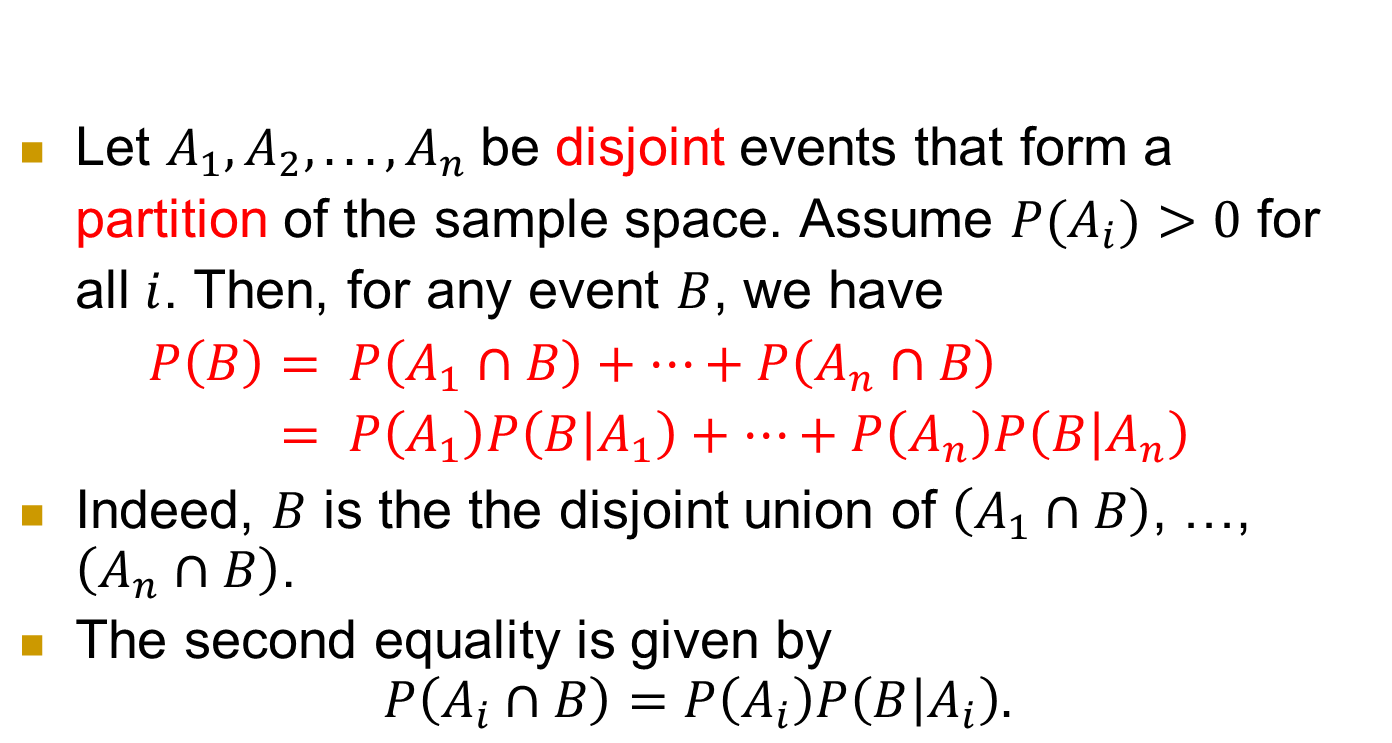 Let A₁, A₂, ..., Aₙ be disjoint events that form a
partition of the sample space. Assume P(Aᵢ) > 0 for
all i. Then, for any event B, we have
P(B) = P(A₁ ∩ B) + ⋯ + P(Aₙ ∩ B)
= P(A₁)P(B|A₁) + ⋯ + P(Aₙ)P(B|Aₙ)
Indeed, B is the the disjoint union of (A₁ ∩ B), ...,
(Aₙ ∩ B).
The second equality is given by
P(Aᵢ ∩ B) = P(Aᵢ)P(B|Aᵢ).